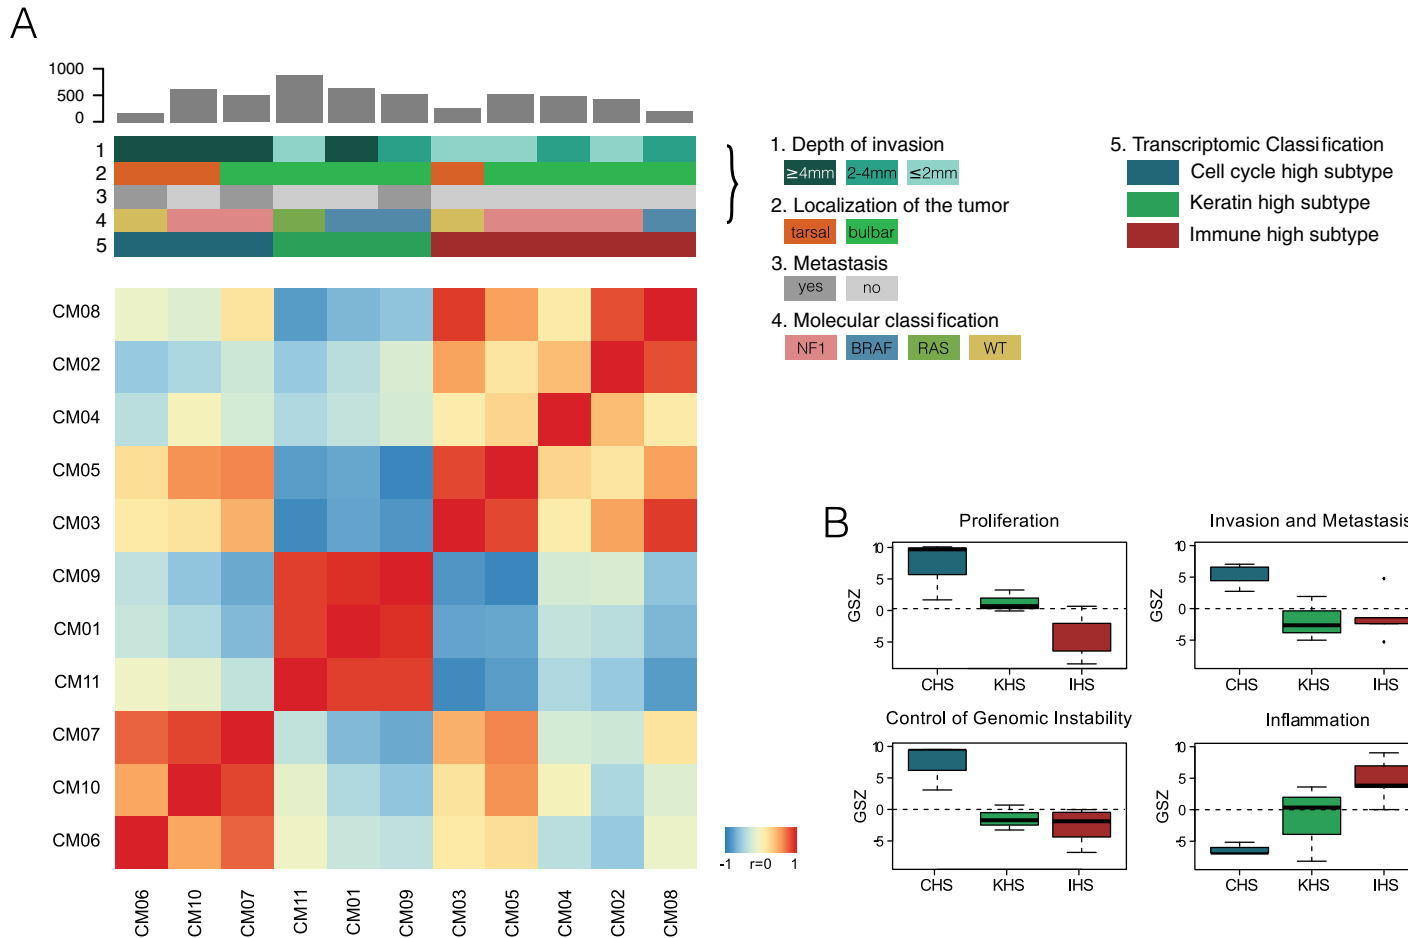 A
1000
500
0
1
2
3
4
5
1. Depth of invasion
≥4mm 2-4mm ≤2mm
2. Localization of the tumor
tarsal bulbar
3. Metastasis
yes no
4. Molecular classification
NF1 BRAF RAS WT
5. Transcriptomic Classification
Cell cycle high subtype
Keratin high subtype
Immune high subtype
CM08
CM02
CM04
CM05
CM03
CM09
CM01
CM11
CM07
CM10
CM06
CM06 CM10 CM07 CM11 CM01 CM09 CM03 CM05 CM04 CM02 CM08
-1 r=0 1
B
Proliferation
GSZ
10
5
0
-5
CHS KHS IHS
Invasion and Metastasis
GSZ
10
5
0
-5
CHS KHS IHS
Control of Genomic Instability
GSZ
10
5
0
-5
CHS KHS IHS
Inflammation
GSZ
10
5
0
-5
CHS KHS IHS